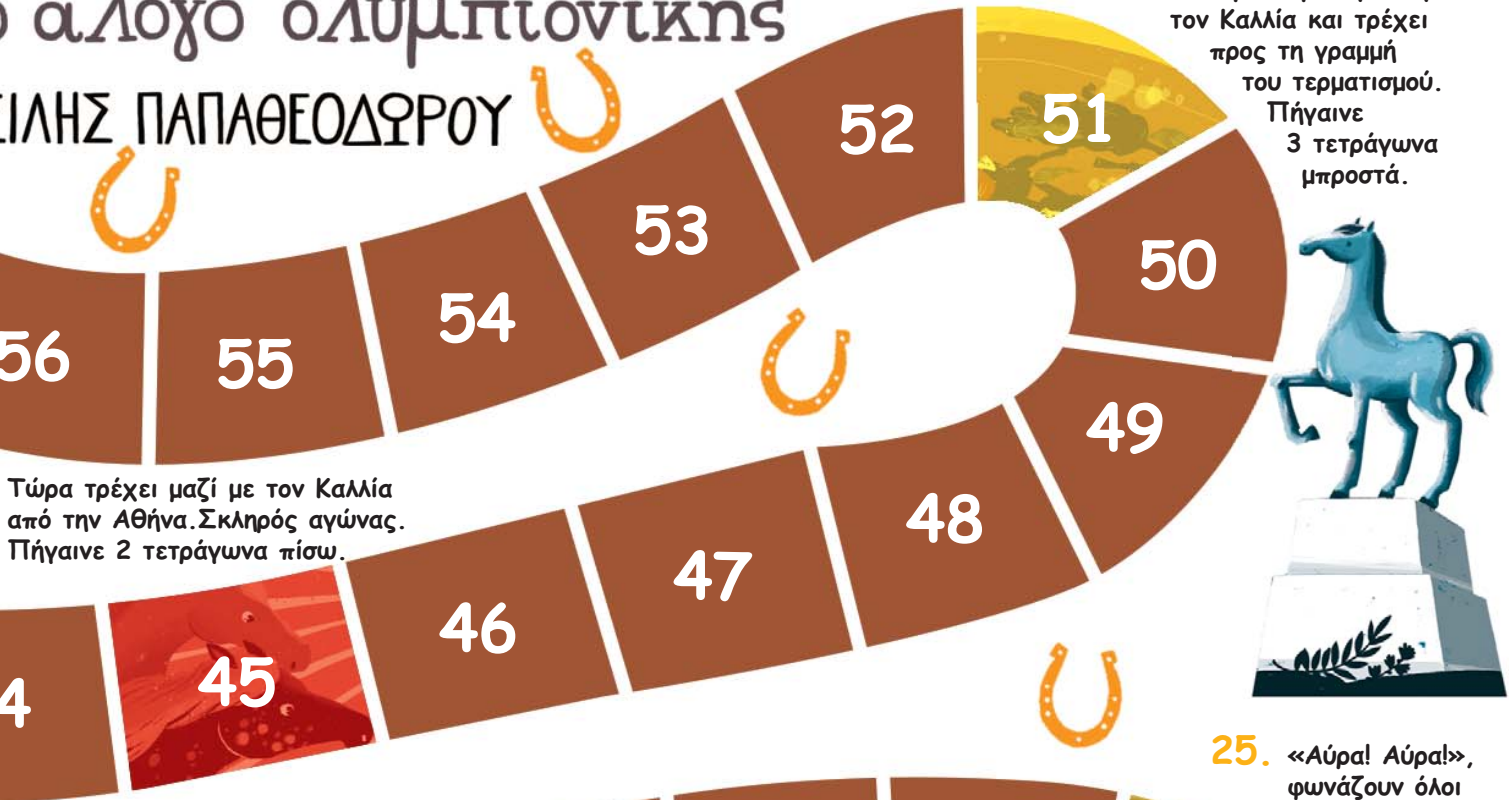 άλογο ολυμπιονίκης
ΠΑΠΑΘΕΟΔΩΡΟΥ
τον Καλλία και τρέχει
προς τη γραμμή
του τερματισμού.
Πήγαινε
3 τετράγωνα
μπροστά.
52
51
53
50
54
55
56
49
Τώρα τρέχει μαζί με τον Καλλία
από την Αθήνα.Σκληρός αγώνας.
Πήγαινε 2 τετράγωνα πίσω.
48
47
46
45
4
25. «Αύρα! Αύρα!»,
φωνάζουν όλοι